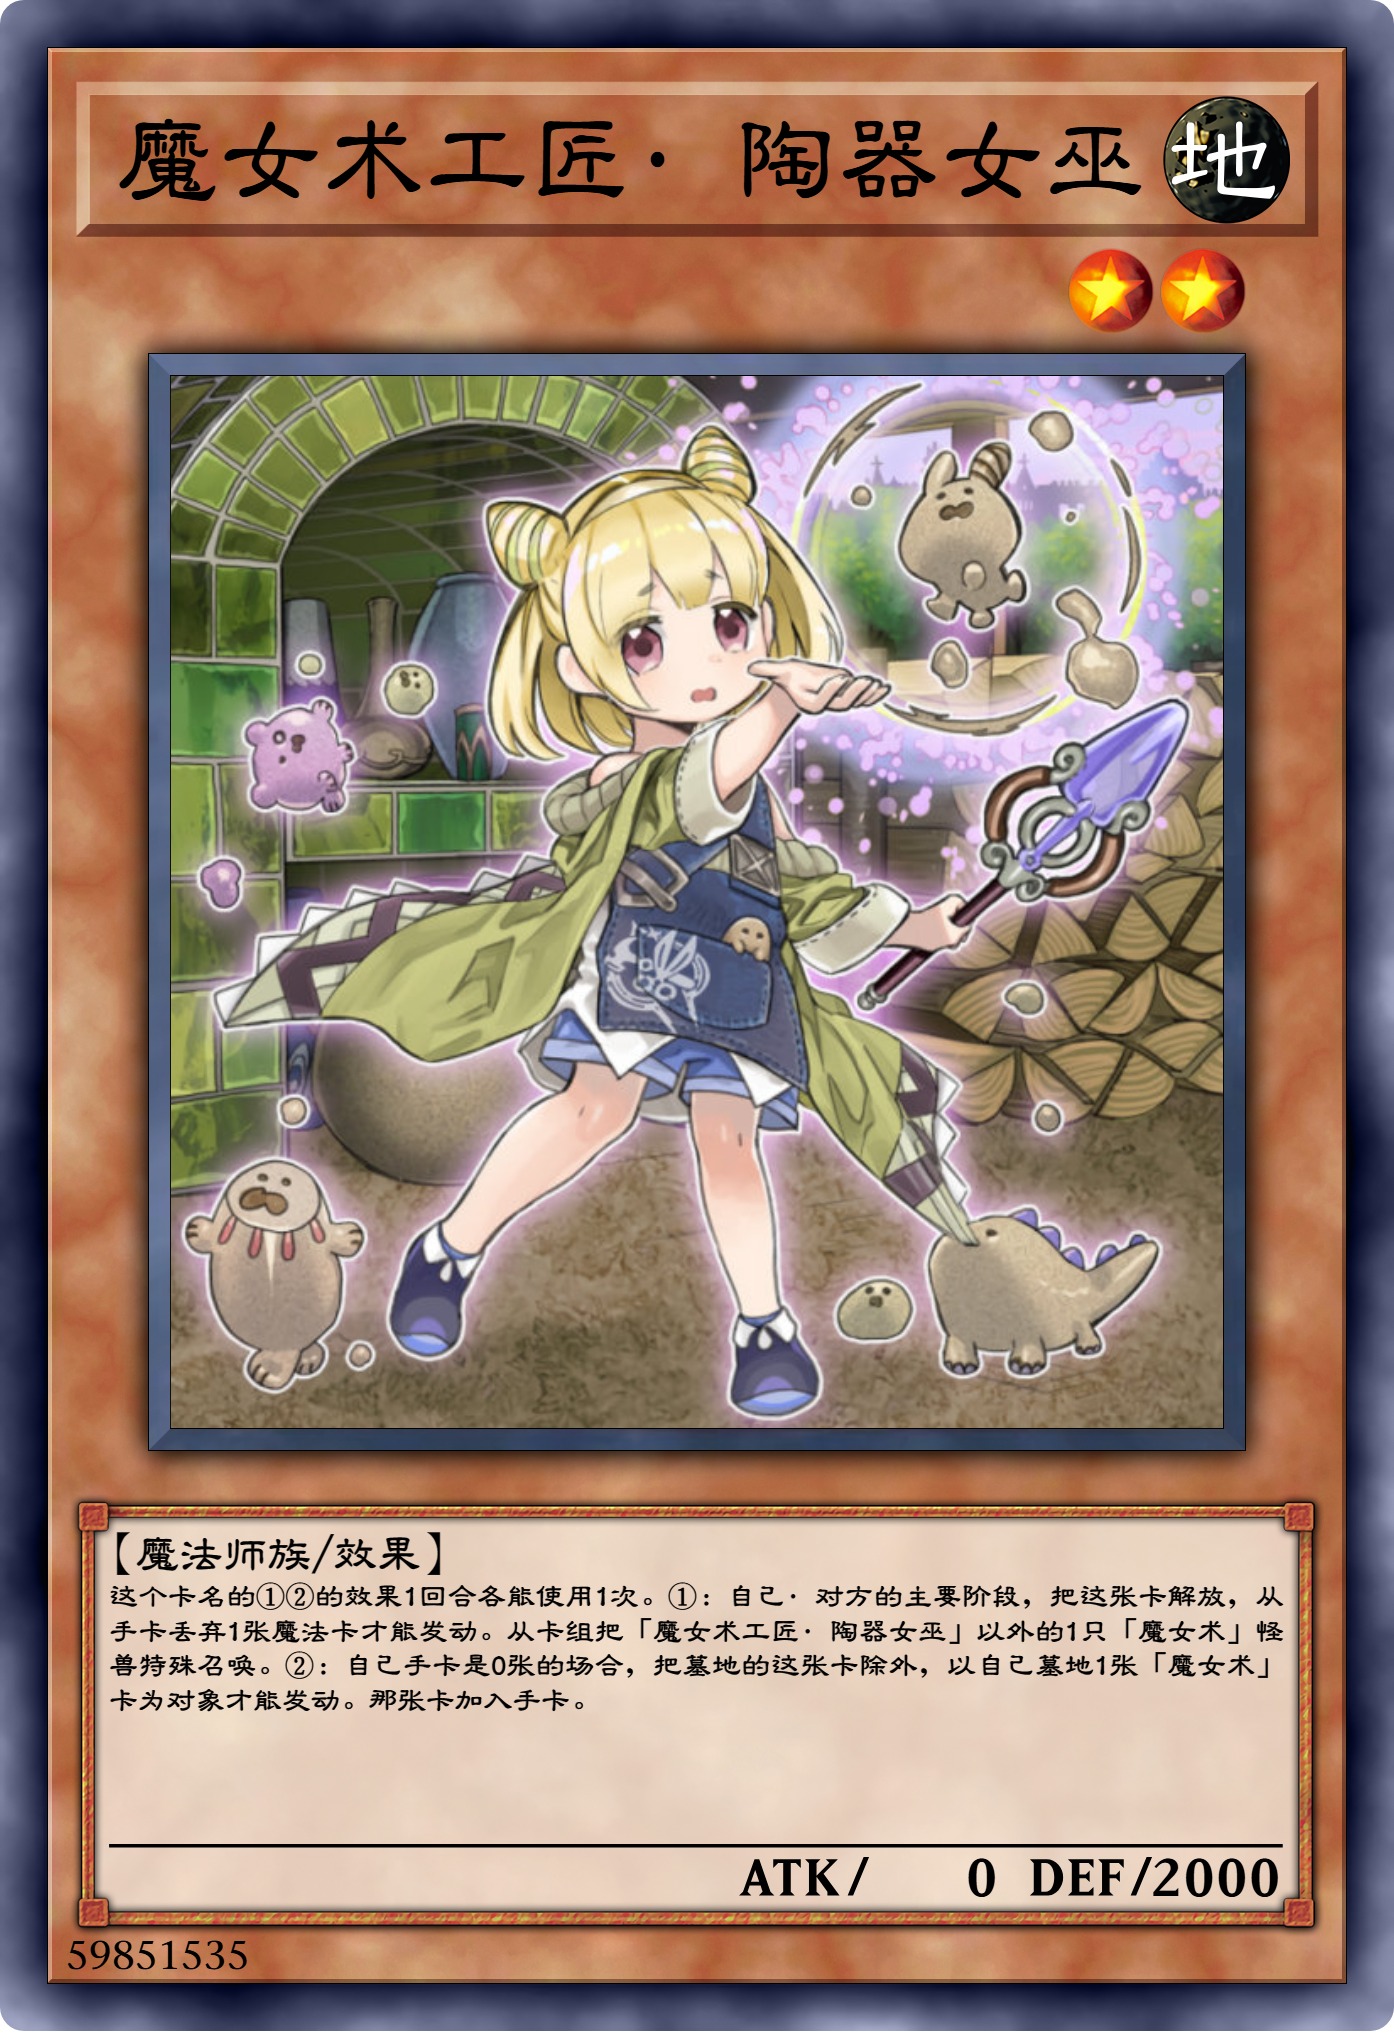 魔女术工匠·陶器女巫 地
【魔法师族/效果】
这个卡名的①②的效果1回合各能使用1次。①：自己·对方的主要阶段，把这张卡解放，从
手卡丢弃1张魔法卡才能发动。从卡组把「魔女术工匠·陶器女巫」以外的1只「魔女术」怪
兽特殊召唤。②：自己手卡是0张的场合，把墓地的这张卡除外，以自己墓地1张「魔女术」
卡为对象才能发动。那张卡加入手卡。
ATK/ 0 DEF/2000
59851535